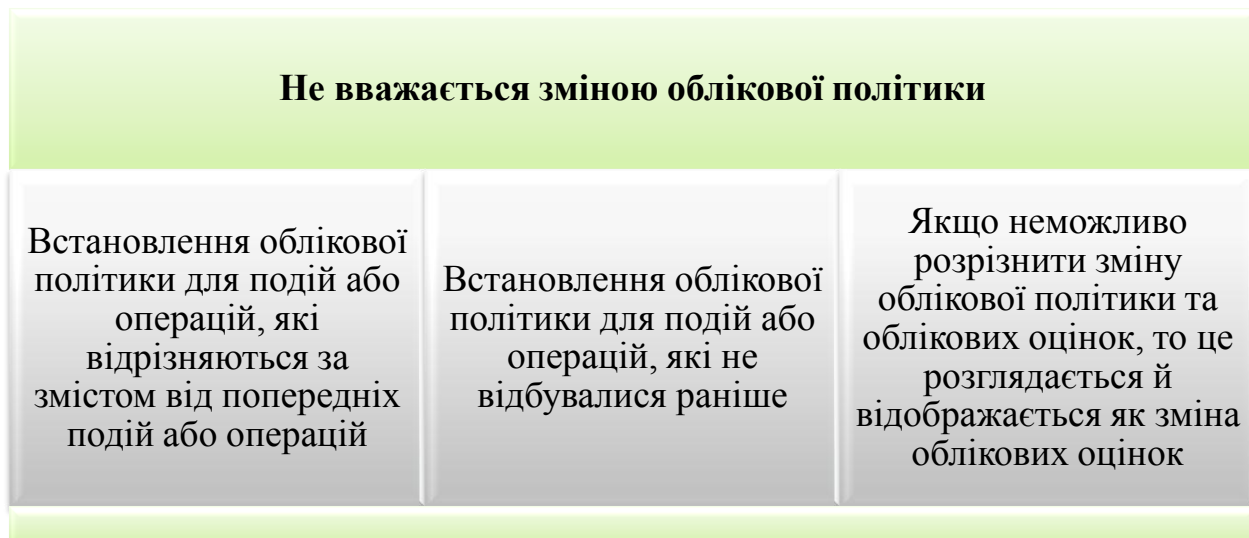 Не вважається зміною облікової політики
Встановлення облікової
політики для подій або
операцій, які
відрізняються за
змістом від попередніх
подій або операцій
Встановлення облікової
політики для подій або
операцій, які не
відбувалися раніше
Якщо неможливо
розрізнити зміну
облікової політики та
облікових оцінок, то це
розглядається й
відображається як зміна
облікових оцінок